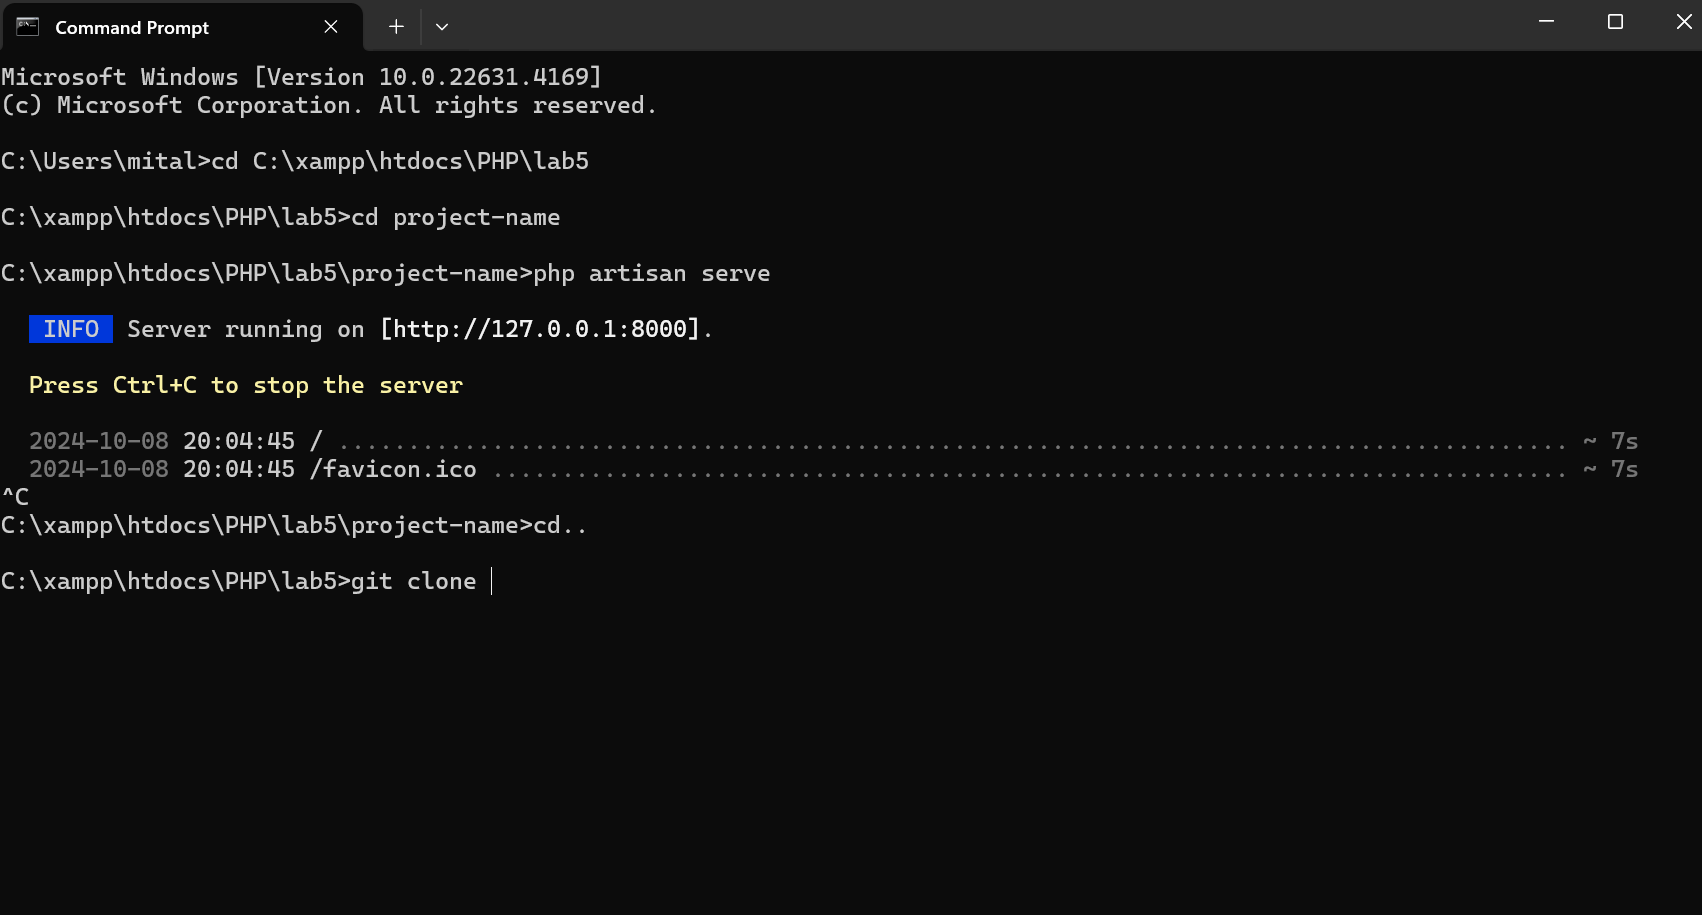 Command Prompt
Microsoft Windows [Version 10.0.22631.4169]
(c) Microsoft Corporation. All rights reserved.
C:\Users\mital>cd C:\xampp\htdocs\PHP\lab5
C:\xampp\htdocs\PHP\lab5>cd project-name
C:\xampp\htdocs\PHP\lab5\project-name>php artisan serve
INFO Server running on [http://127.0.0.1:8000].
Press Ctrl+C to stop the server
2024-10-08 20:04:45 / ........................................................................................ ~ 7s
2024-10-08 20:04:45 /favicon.ico ............................................................................. ~ 7s
^C
C:\xampp\htdocs\PHP\lab5\project-name>cd..
C:\xampp\htdocs\PHP\lab5>git clone